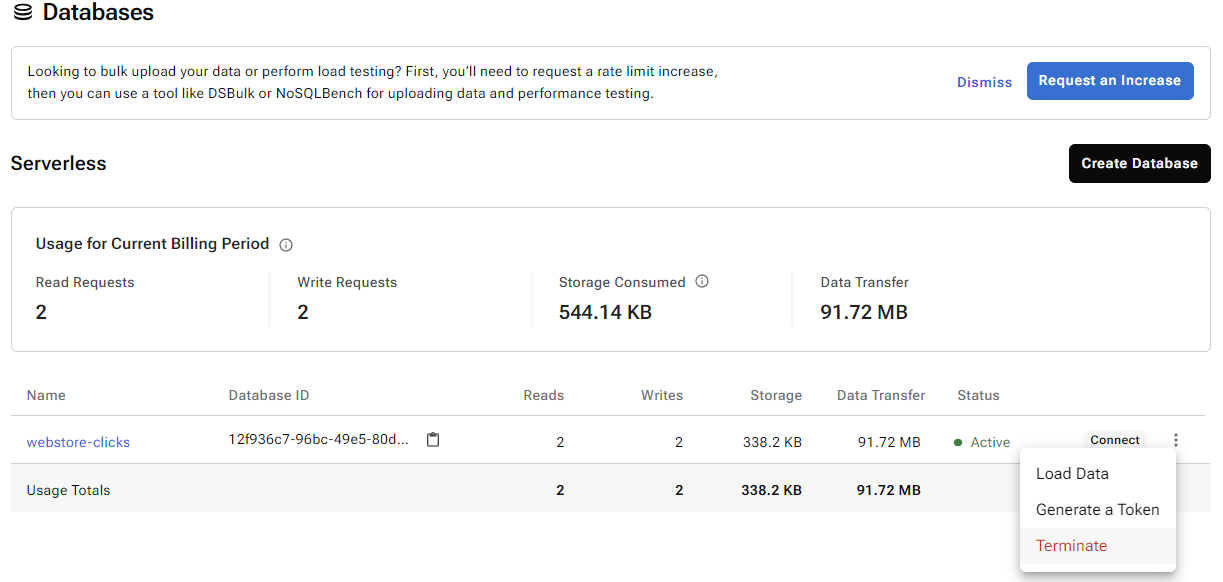 Databases
Looking to bulk upload your data or perform load testing? First, you'll need to request a rate limit increase,
then you can use a tool like DSBulk or NoSQLBench for uploading data and performance testing.
Dismiss
Request an Increase
Serverless
Create Database
Usage for Current Billing Period
Read Requests
2
Write Requests
2
Storage Consumed
544.14 KB
Data Transfer
91.72 MB
Name Database ID Reads Writes Storage Data Transfer Status
webstore-clicks 12f936c7-96bc-49e5-80d... 2 2 338.2 KB 91.72 MB Active Connect
Usage Totals 2 2 338.2 KB 91.72 MB
Load Data
Generate a Token
Terminate